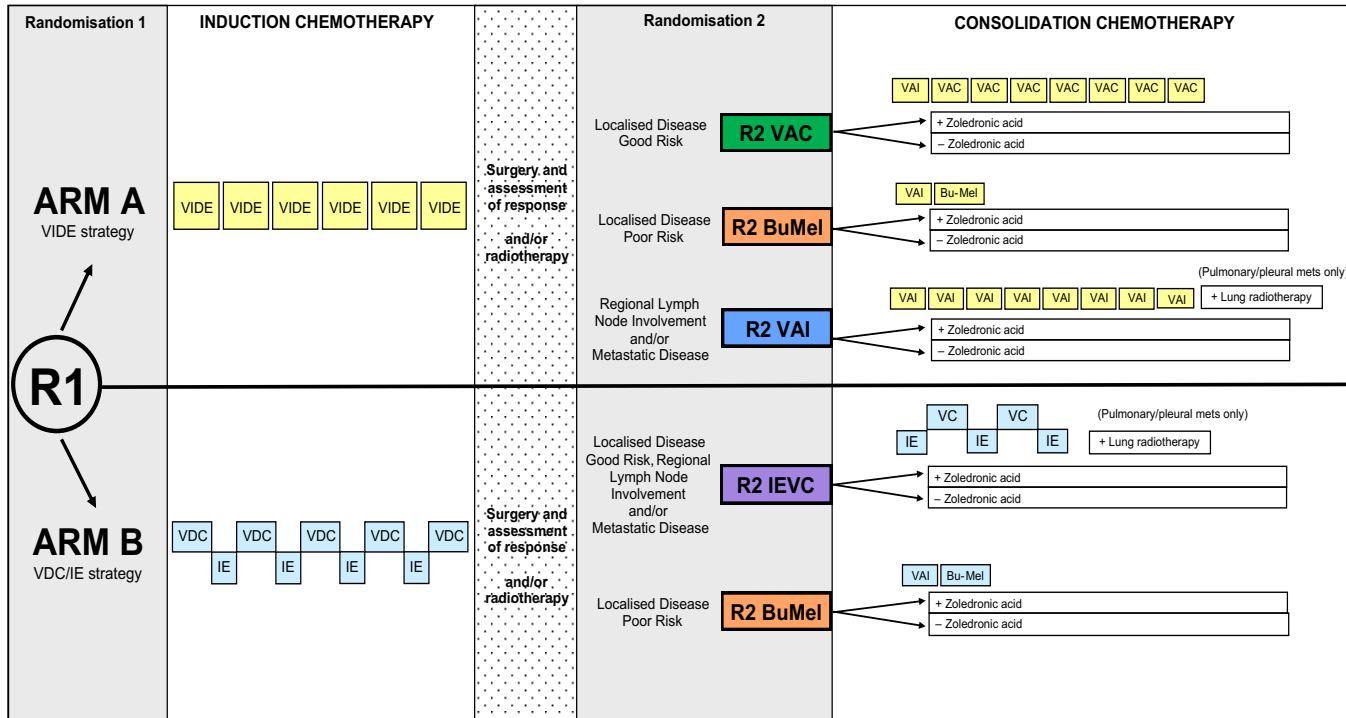 Randomisation 1
INDUCTION CHEMOTHERAPY
Randomisation 2
CONSOLIDATION CHEMOTHERAPY
ARM A
VIDE strategy
VIDE VIDE VIDE VIDE VIDE VIDE
Surgery and
assessment
of response
and/or
radiotherapy
Localised Disease
Good Risk
R2 VAC
VAI VAC VAC VAC VAC VAC VAC VAC
+ Zoledronic acid
– Zoledronic acid
Localised Disease
Poor Risk
R2 BuMel
VAI Bu-Mel
+ Zoledronic acid
– Zoledronic acid
Regional Lymph
Node Involvement
and/or
Metastatic Disease
R2 VAI
(Pulmonary/pleural mets only)
VAI VAI VAI VAI VAI VAI VAI VAI
+ Lung radiotherapy
+ Zoledronic acid
– Zoledronic acid
R1
ARM B
VDC/IE strategy
VDC VDC VDC VDC VDC
IE IE IE IE
Surgery and
assessment
of response
and/or
radiotherapy
Localised Disease
Good Risk, Regional
Lymph Node
Involvement
and/or
Metastatic Disease
R2 IEVC
VC VC
(Pulmonary/pleural mets only)
IE IE IE
+ Lung radiotherapy
+ Zoledronic acid
– Zoledronic acid
Localised Disease
Poor Risk
R2 BuMel
VAI Bu-Mel
+ Zoledronic acid
– Zoledronic acid